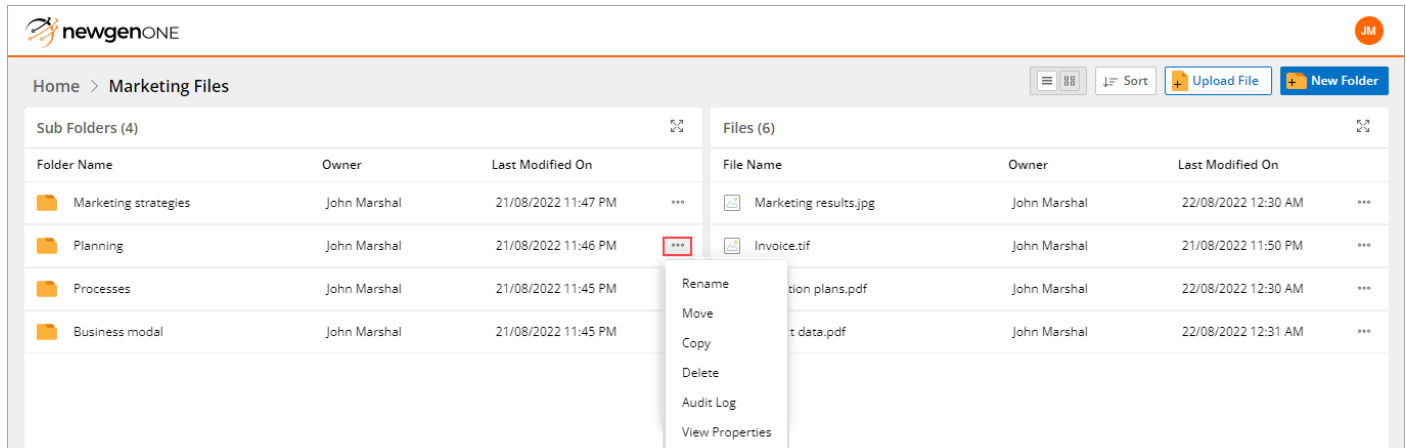 newgenONE
JM
Home > Marketing Files
Sort
Upload File
New Folder
Sub Folders (4)
Folder Name Owner Last Modified On
Marketing strategies John Marshal 21/08/2022 11:47 PM
Planning John Marshal 21/08/2022 11:46 PM
Processes John Marshal 21/08/2022 11:45 PM
Business modal John Marshal 21/08/2022 11:45 PM
Files (6)
File Name Owner Last Modified On
Marketing results.jpg John Marshal 22/08/2022 12:30 AM
Invoice.tif John Marshal 21/08/2022 11:50 PM
tion plans.pdf John Marshal 22/08/2022 12:30 AM
t data.pdf John Marshal 22/08/2022 12:31 AM
Rename
Move
Copy
Delete
Audit Log
View Properties